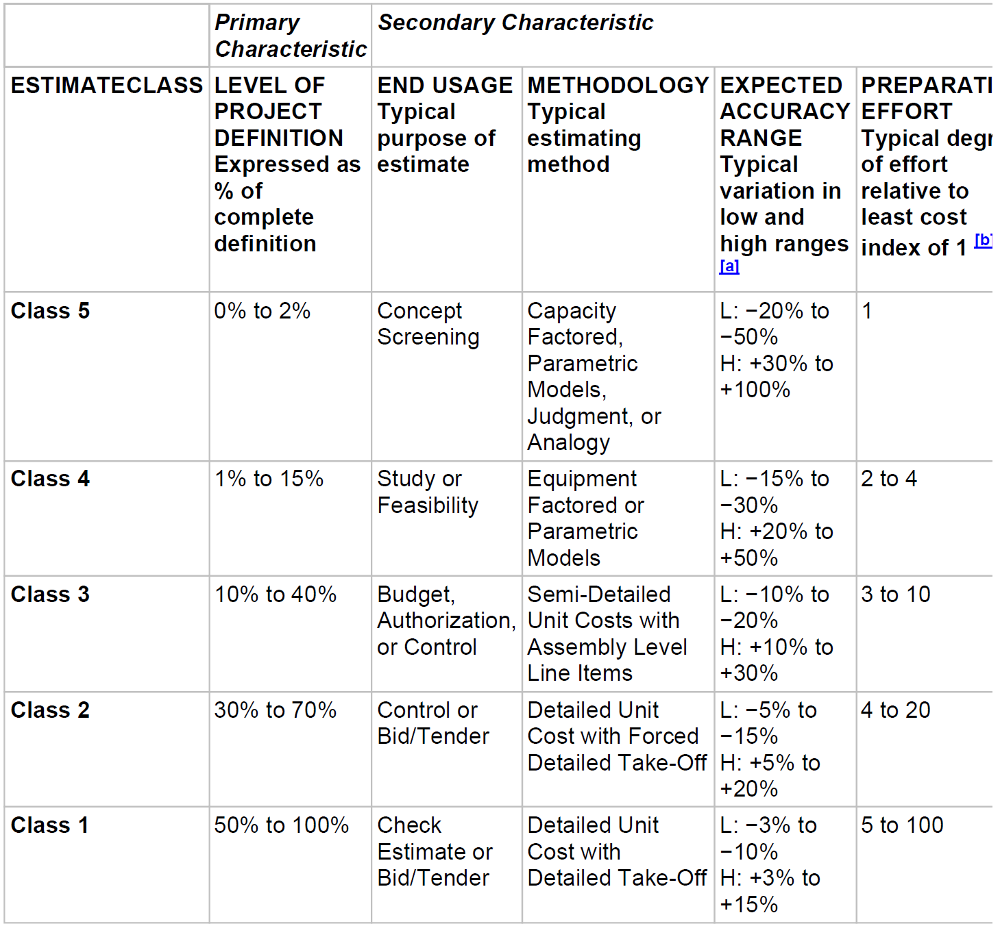 Primary
Characteristic
Secondary Characteristic
ESTIMATECLASS
LEVEL OF
PROJECT
DEFINITION
Expressed as
% of
complete
definition
END USAGE
Typical
purpose of
estimate
METHODOLOGY
Typical
estimating
method
EXPECTED
ACCURACY
RANGE
Typical
variation in
low and
high ranges
[a]
PREPARATI
EFFORT
Typical degr
of effort
relative to
least cost
index of 1 [b]
Class 5
0% to 2%
Concept
Screening
Capacity
Factored,
Parametric
Models,
Judgment, or
Analogy
L: −20% to
−50%
H: +30% to
+100%
1
Class 4
1% to 15%
Study or
Feasibility
Equipment
Factored or
Parametric
Models
L: −15% to
−30%
H: +20% to
+50%
2 to 4
Class 3
10% to 40%
Budget,
Authorization,
or Control
Semi-Detailed
Unit Costs with
Assembly Level
Line Items
L: −10% to
−20%
H: +10% to
+30%
3 to 10
Class 2
30% to 70%
Control or
Bid/Tender
Detailed Unit
Cost with Forced
Detailed Take-Off
L: −5% to
−15%
H: +5% to
+20%
4 to 20
Class 1
50% to 100%
Check
Estimate or
Bid/Tender
Detailed Unit
Cost with
Detailed Take-Off
L: −3% to
−10%
H: +3% to
+15%
5 to 100